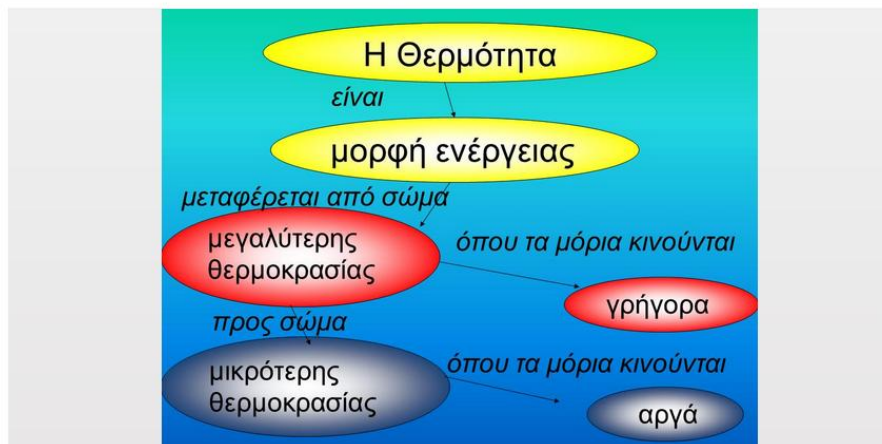 Η Θερμότητα
είναι
μορφή ενέργειας
μεταφέρεται από σώμα
μεγαλύτερης
θερμοκρασίας
όπου τα μόρια κινούνται
γρήγορα
προς σώμα
μικρότερης
θερμοκρασίας
όπου τα μόρια κινούνται
αργά